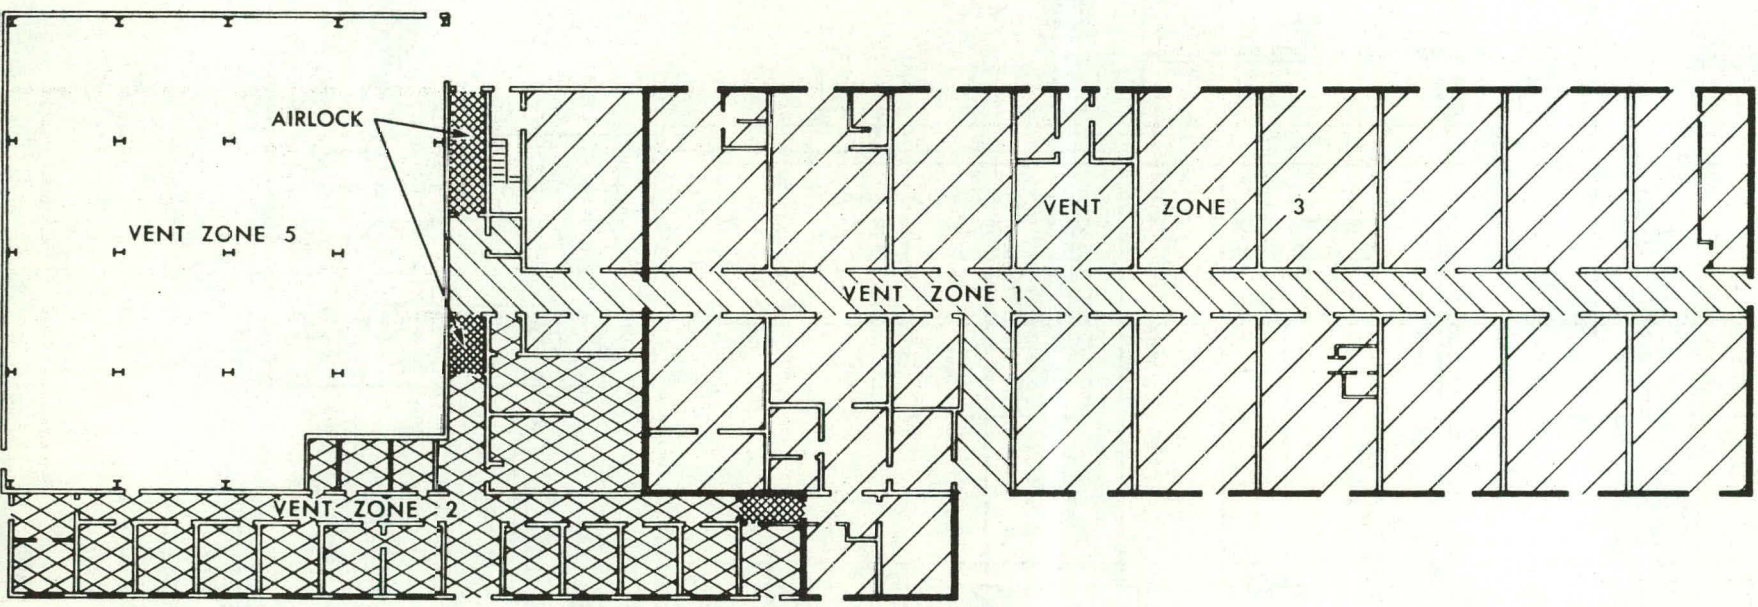 AIRLOCK
VENT ZONE 5
VENT ZONE 3
VENT ZONE 1
VENT ZONE 2